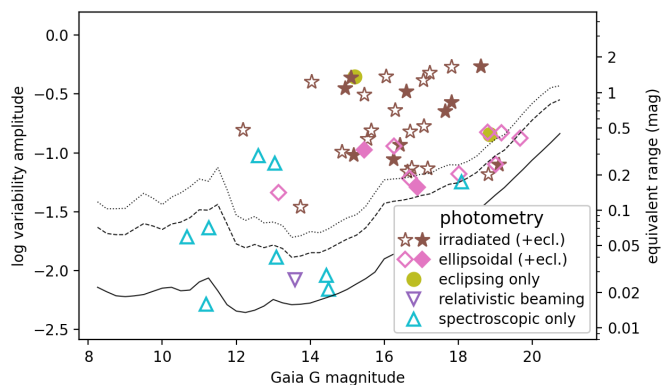 0.0
−0.5
−1.0
−1.5
−2.0
−2.5
log variability amplitude
8
10
12
14
16
18
20
Gaia G magnitude
2
1
0.5
0.2
0.1
0.05
0.02
0.01
equivalent range (mag)
photometry
irradiated (+ecl.)
ellipsoidal (+ecl.)
eclipsing only
relativistic beaming
spectroscopic only